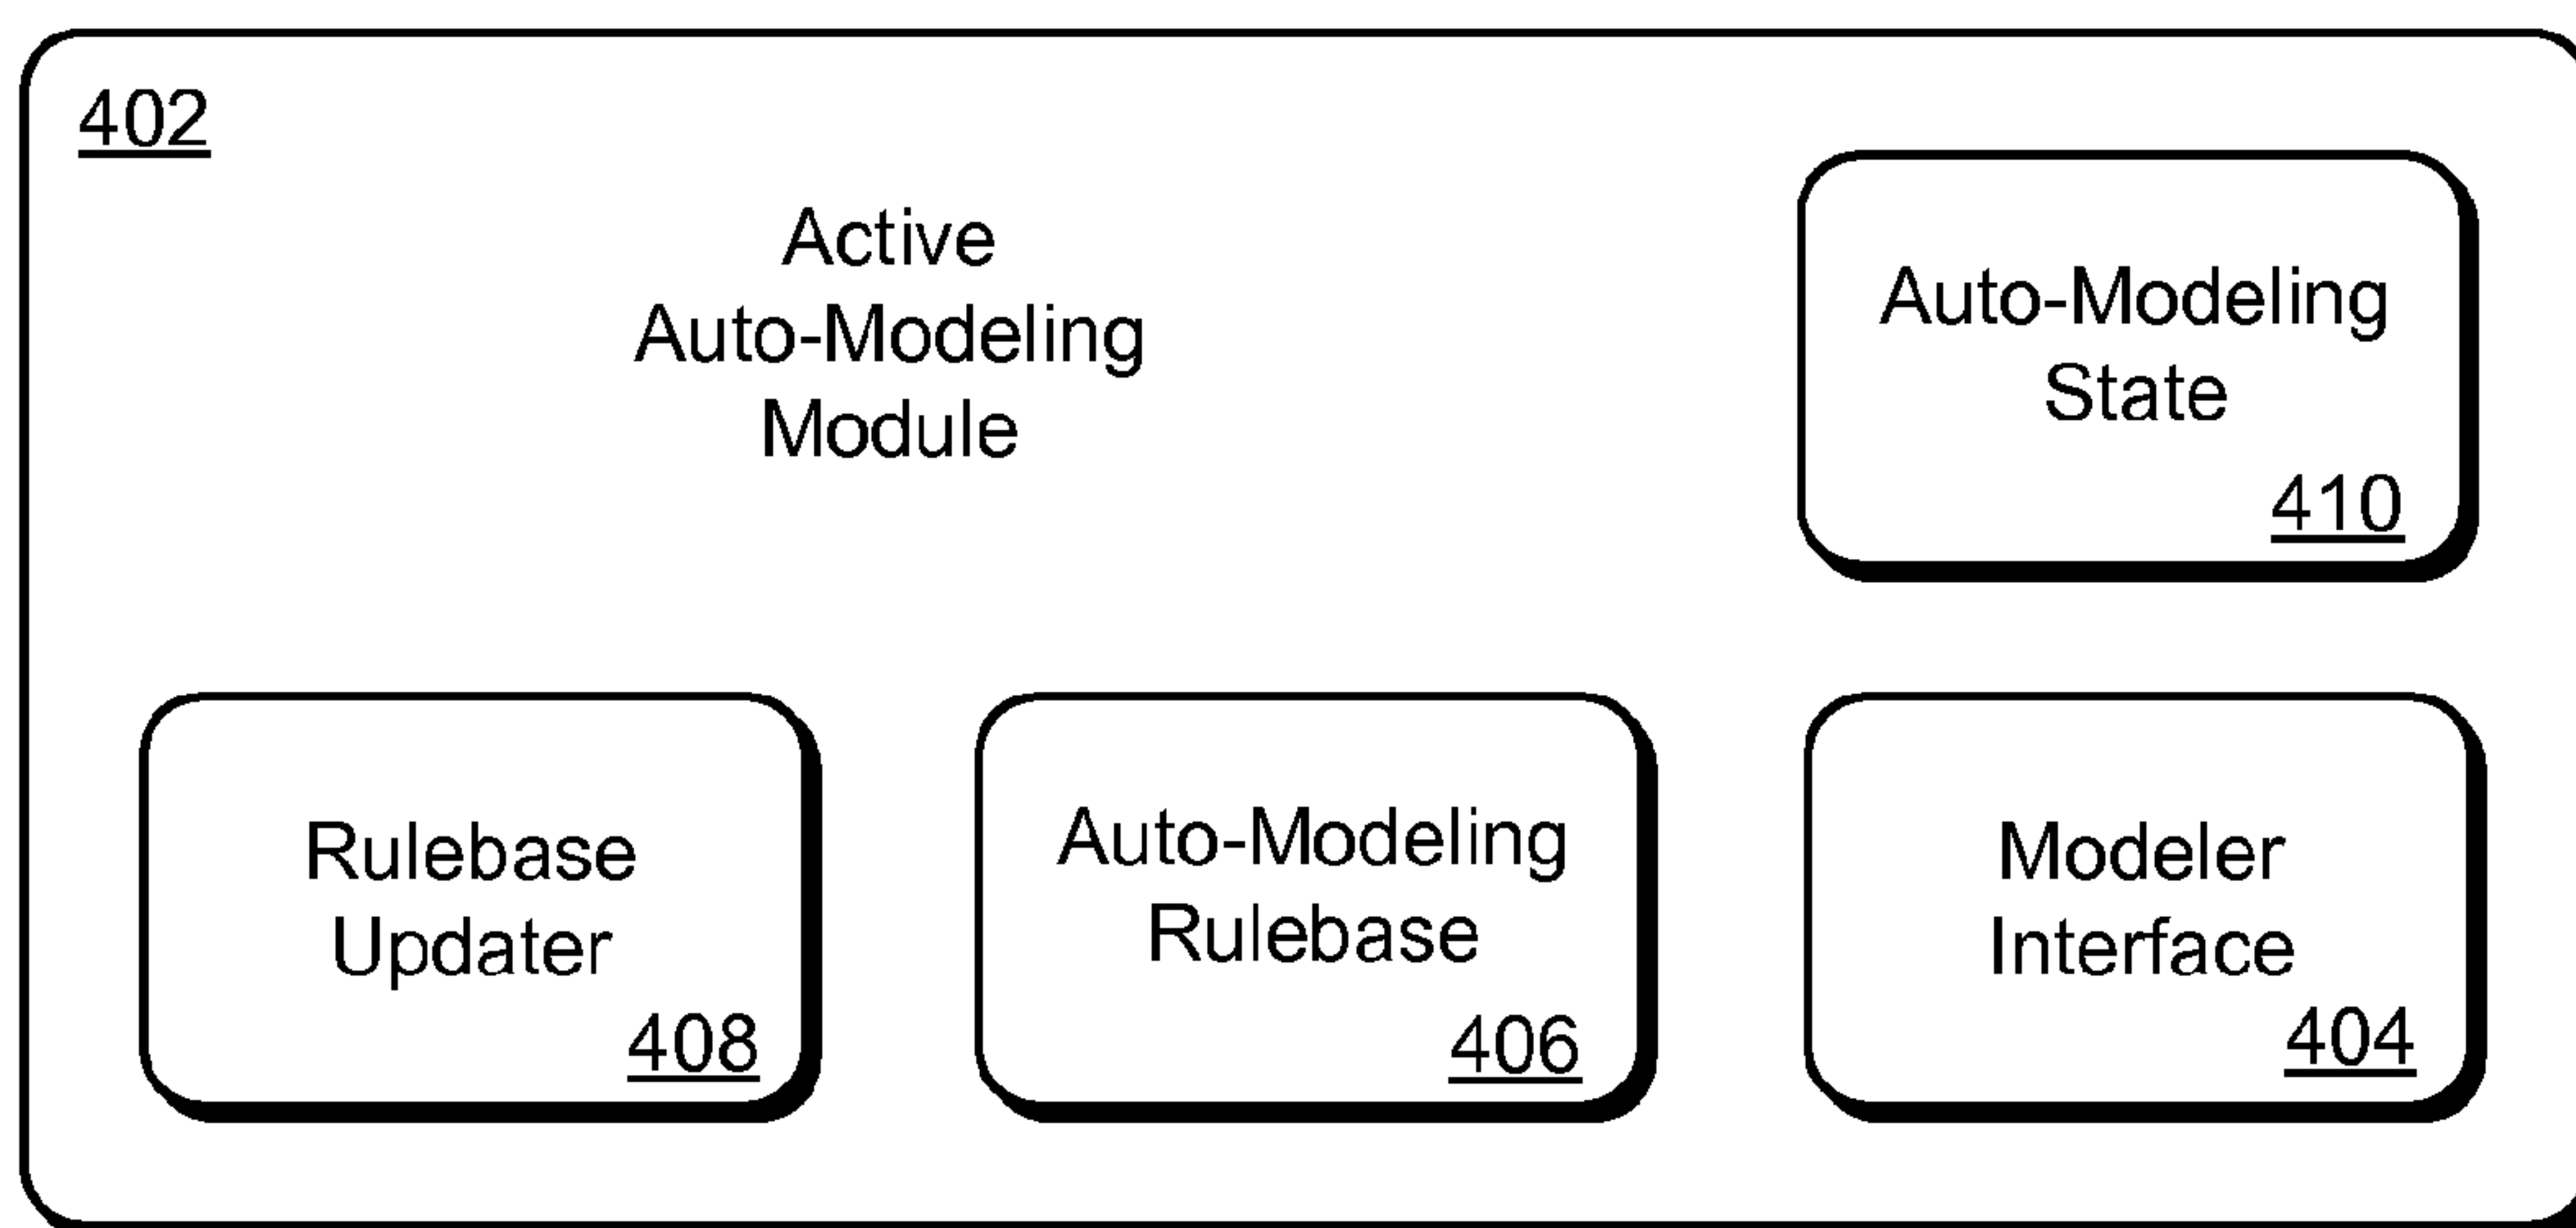 402
Active
Auto-Modeling
Module
Auto-Modeling
State
410
Rulebase
Updater
408
Auto-Modeling
Rulebase
406
Modeler
Interface
404